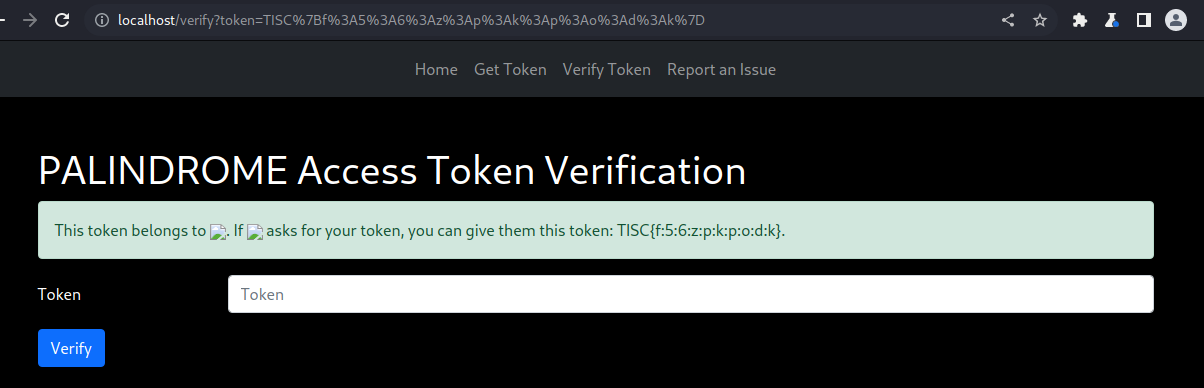 localhost/verify?token=TISC%7Bf%3A5%3A6%3Az%3Ap%3Ak%3Ap%3Ao%3Ad%3Ak%7D
Home Get Token Verify Token Report an Issue
PALINDROME Access Token Verification
This token belongs to . If asks for your token, you can give them this token: TISC{f:5:6:z:p:k:p:o:d:k}.
Token Token
Verify